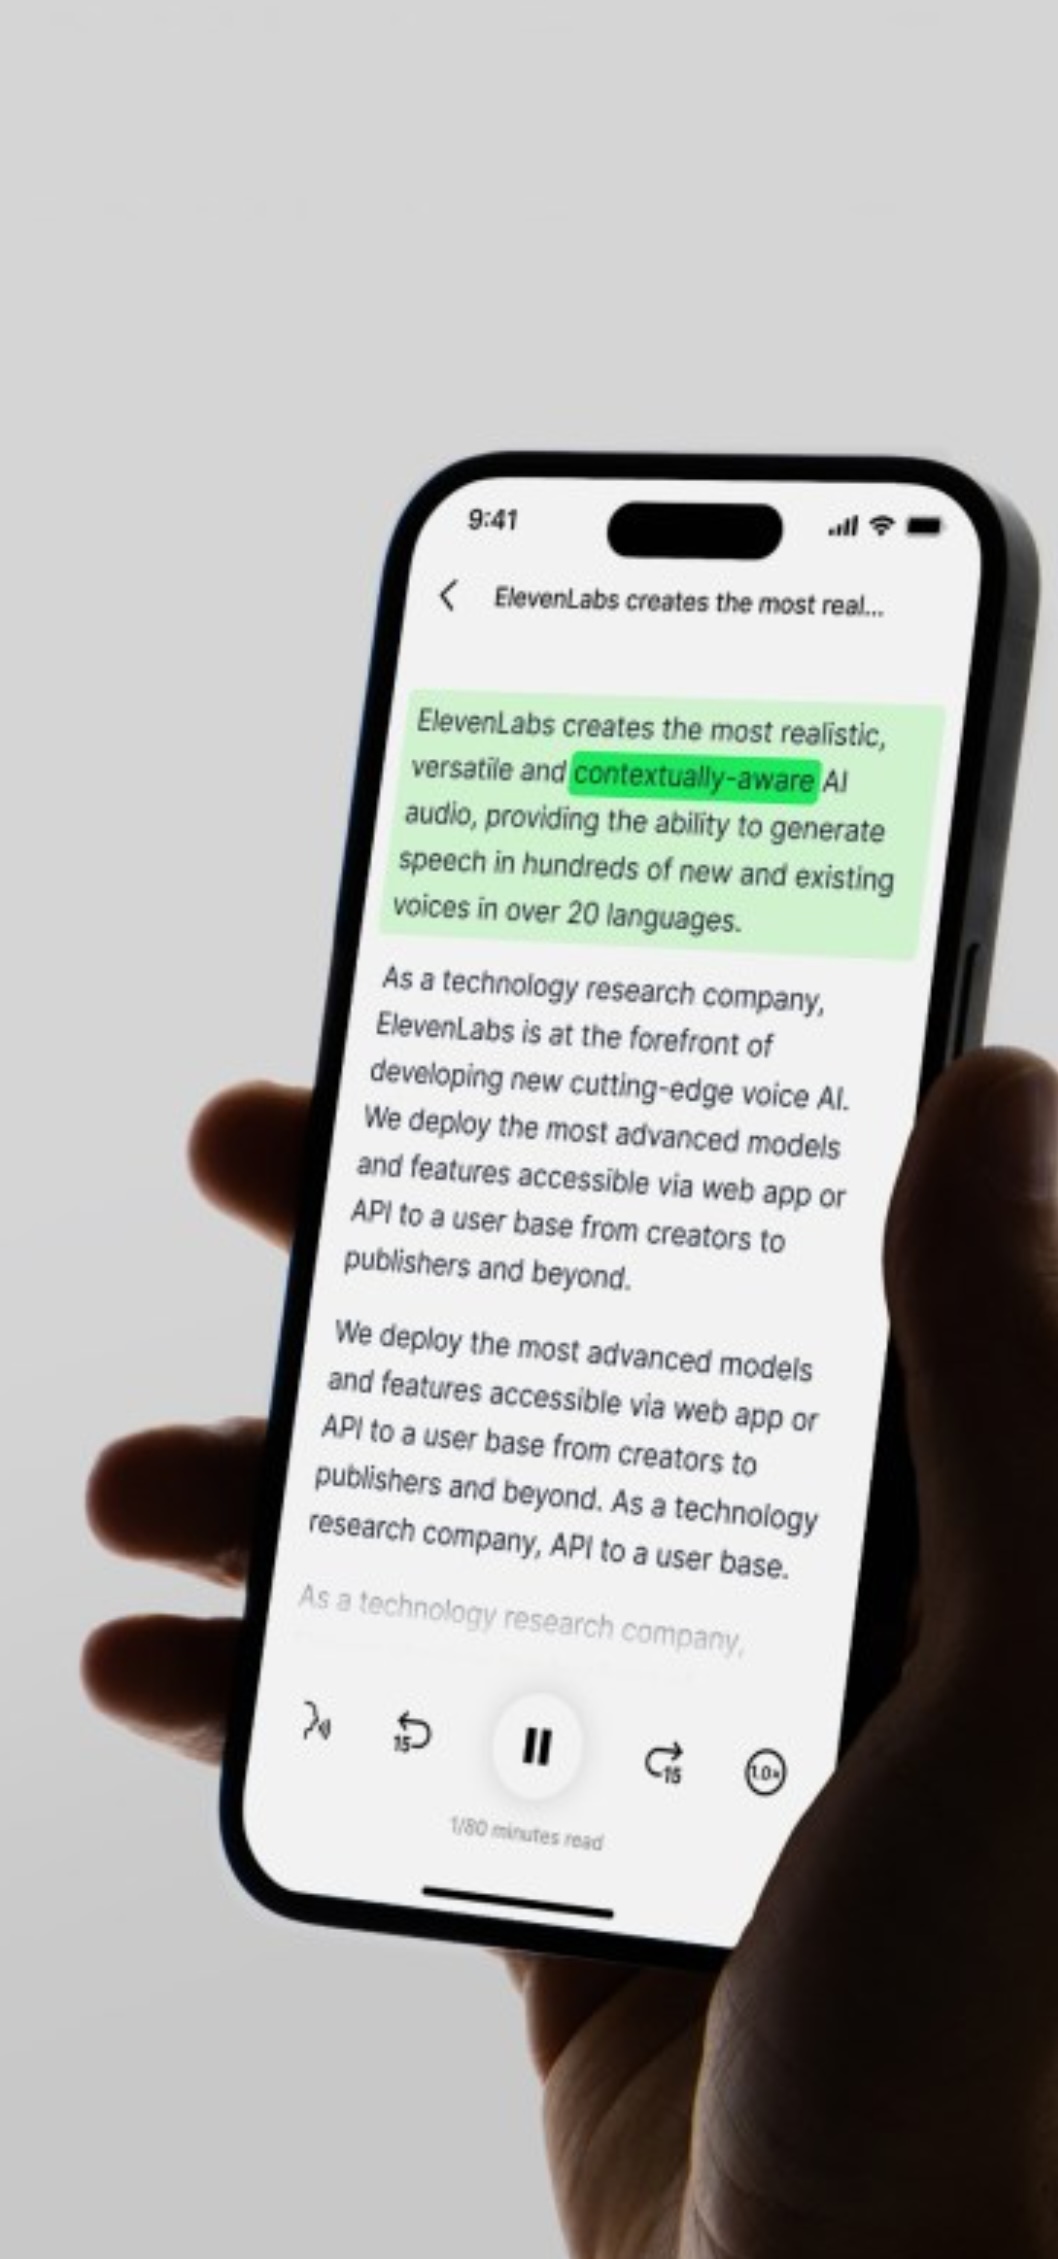 9:41
ElevenLabs creates the most real...
ElevenLabs creates the most realistic,
versatile and contextually-aware AI
audio, providing the ability to generate
speech in hundreds of new and existing
voices in over 20 languages.
As a technology research company,
ElevenLabs is at the forefront of
developing new cutting-edge voice AI.
We deploy the most advanced models
and features accessible via web app or
API to a user base from creators to
publishers and beyond.
We deploy the most advanced models
and features accessible via web app or
API to a user base from creators to
publishers and beyond. As a technology
research company, API to a user base.
As a technology research company,
15
15
1.0x
1/80 minutes read